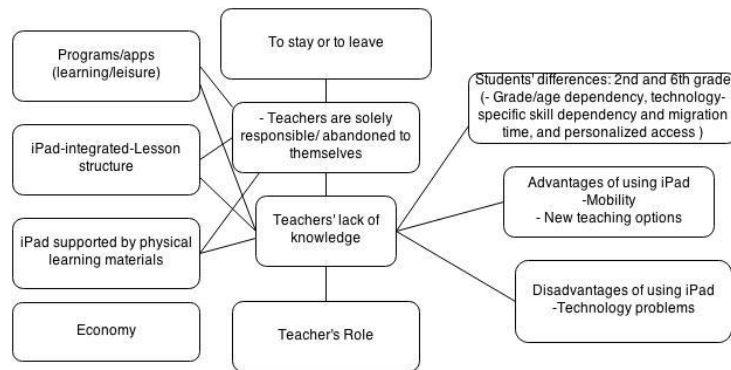 Programs/apps
(learning/leisure)
iPad-integrated-Lesson
structure
iPad supported by physical
learning materials
Economy
To stay or to leave
- Teachers are solely
responsible/ abandoned to
themselves
Teachers' lack of
knowledge
Teacher's Role
Students' differences: 2nd and 6th grade
(- Grade/age dependency, technology-
specific skill dependency and migration
time, and personalized access )
Advantages of using iPad
-Mobility
- New teaching options
Disadvantages of using iPad
-Technology problems